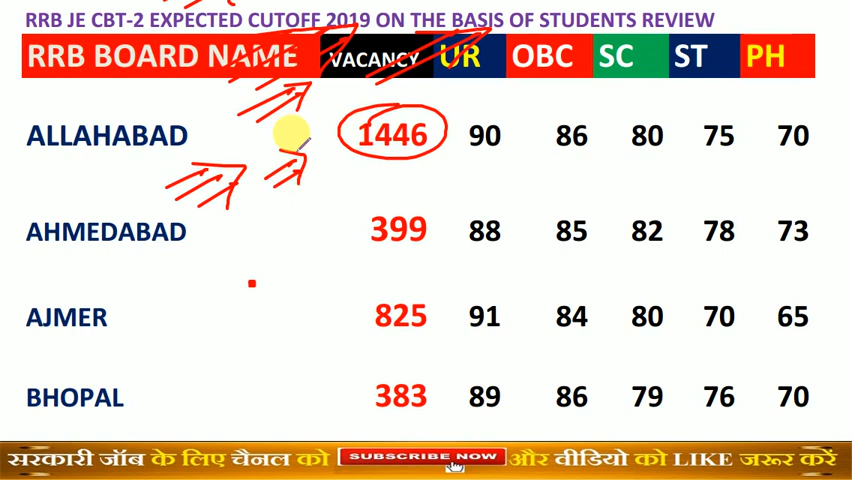 RRB JE CBT-2 EXPECTED CUTOFF 2019 ON THE BASIS OF STUDENTS REVIEW
RRB BOARD NAME VACANCY UR OBC SC ST PH
ALLAHABAD 1446 90 86 80 75 70
AHMEDABAD 399 88 85 82 78 73
AJMER 825 91 84 80 70 65
BHOPAL 383 89 86 79 76 70
सरकारी जॉब के लिए चैनल को SUBSCRIBE NOW और वीडियो को LIKE जरूर करें